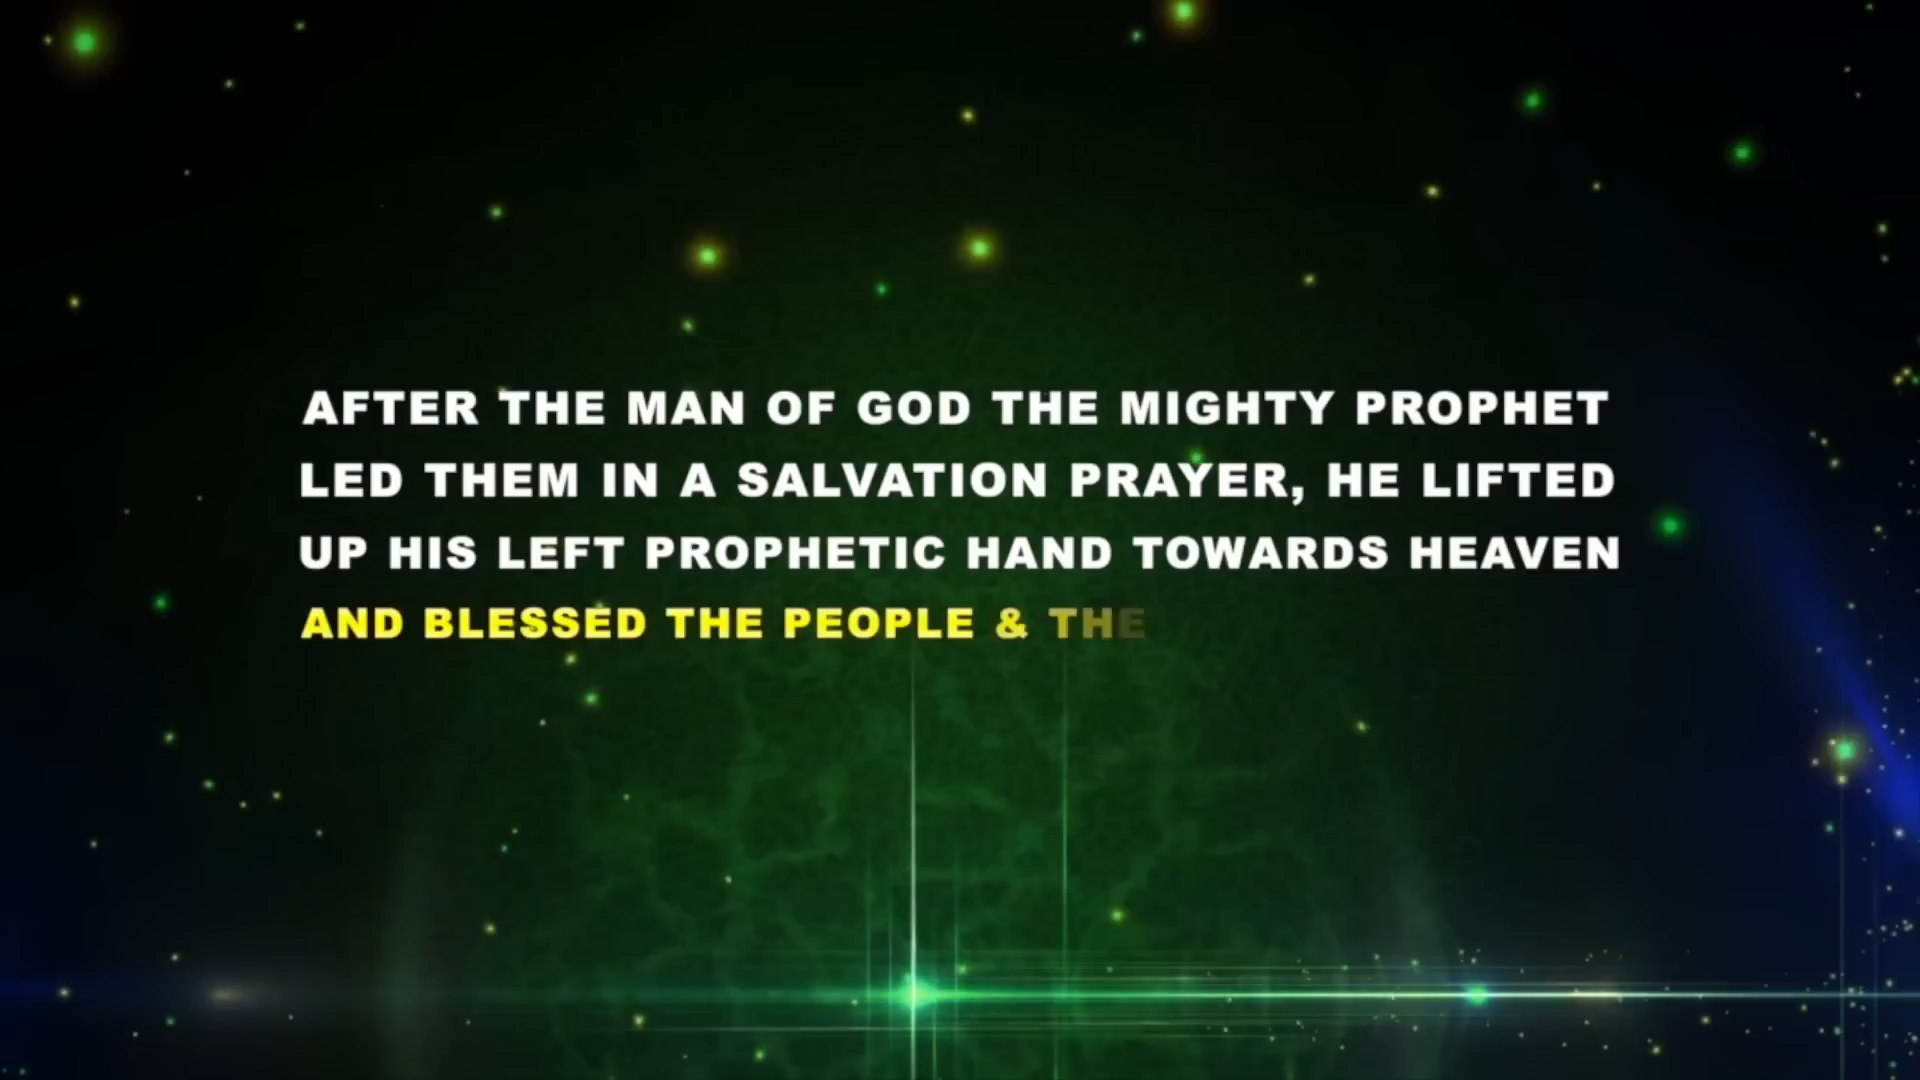 AFTER THE MAN OF GOD THE MIGHTY PROPHET
LED THEM IN A SALVATION PRAYER, HE LIFTED
UP HIS LEFT PROPHETIC HAND TOWARDS HEAVEN
AND BLESSED THE PEOPLE & THE